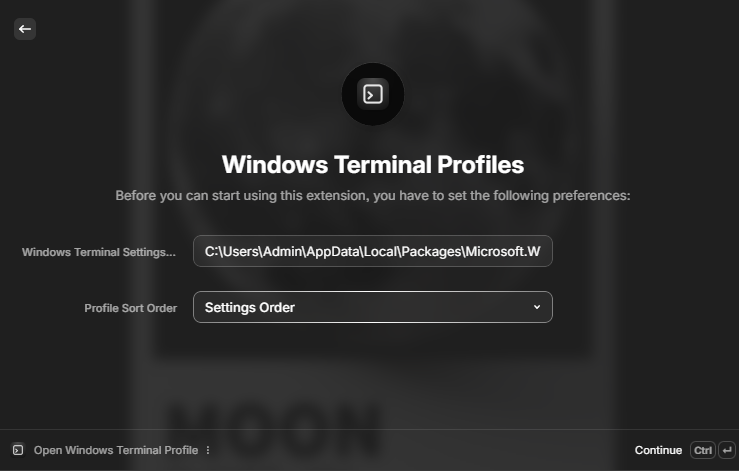 Windows Terminal Profiles
Before you can start using this extension, you have to set the following preferences:
Windows Terminal Settings...
C:\Users\Admin\AppData\Local\Packages\Microsoft.W
Profile Sort Order
Settings Order
MOON
Open Windows Terminal Profile
Continue Ctrl